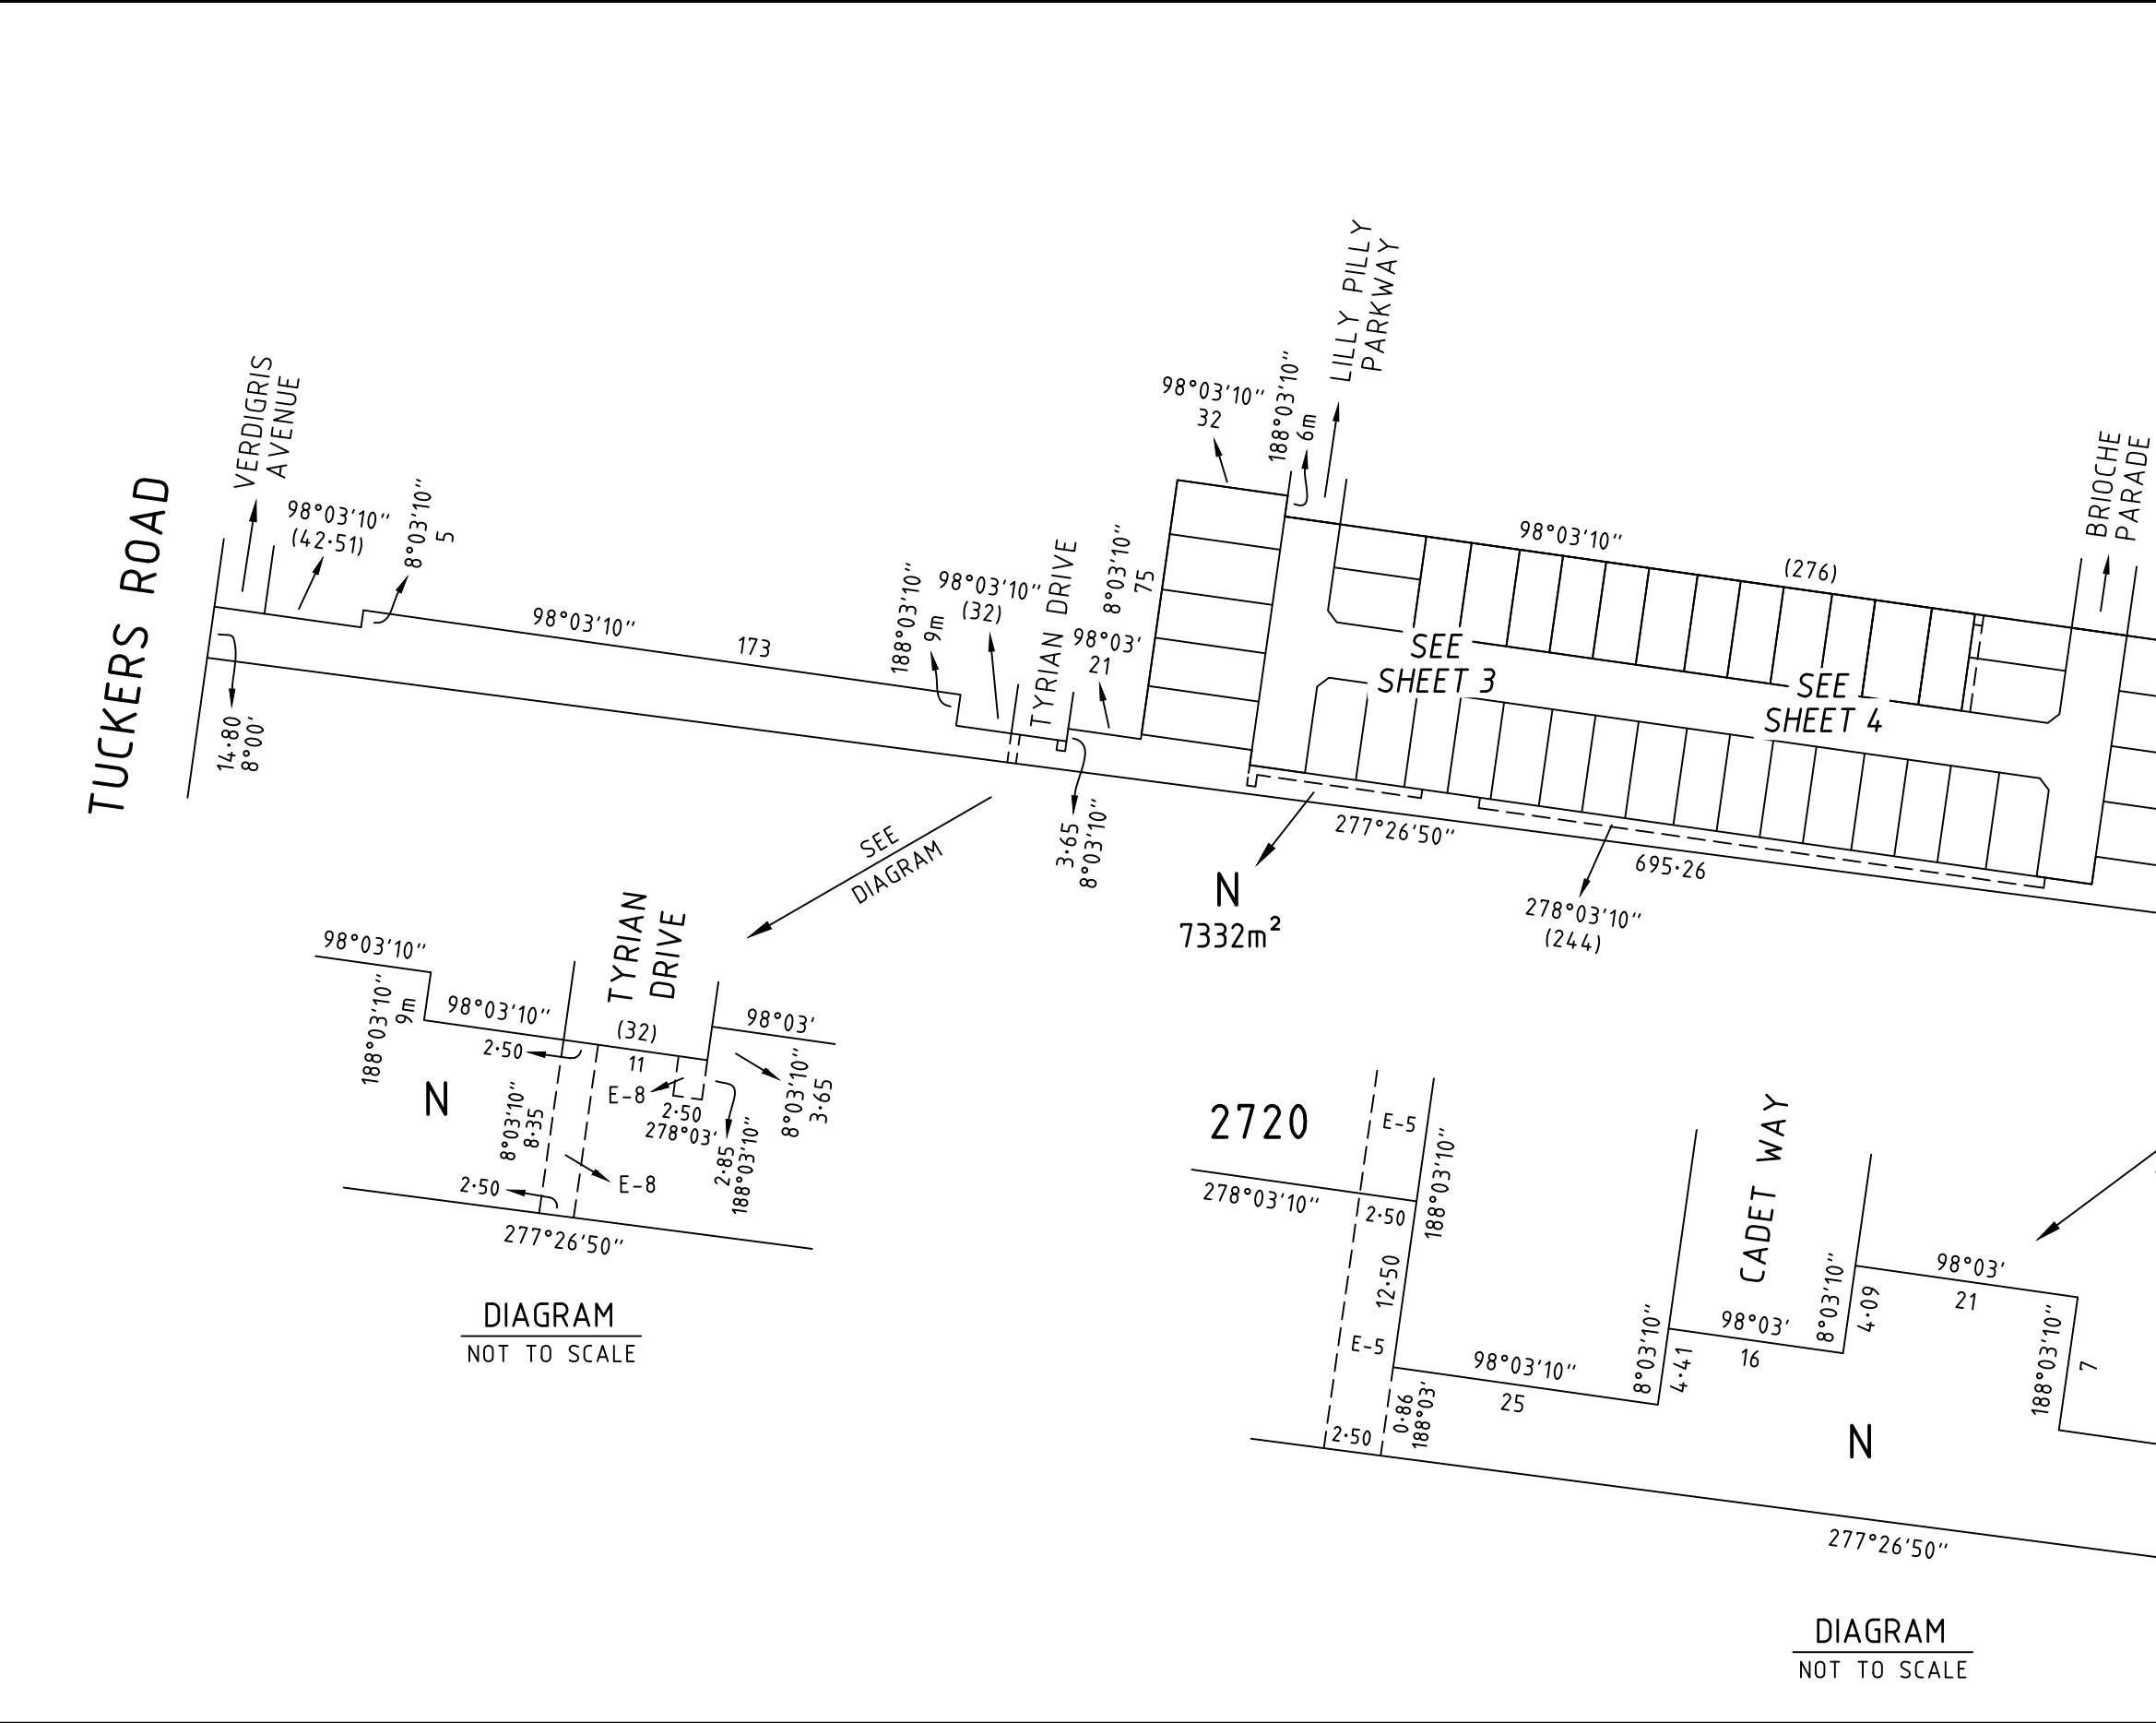 TUCKERS ROAD
VERDIGRIS
AVENUE
98°03'10"
(42·51)
8°03'10"
5
14·80
8°00'
98°03'10"
173
188°03'10"
9m
98°03'10"
(32)
TYRIAN DRIVE
98°03'
21
8°03'10"
75
3·65
8°03'10"
98°03'10"
32
188°03'10"
6m
LILLY PILLY
PARKWAY
98°03'10"
(276)
BRIOCHE
PARADE
SEE
SHEET 3
SEE
SHEET 4
277°26'50"
695·26
N
7332m²
278°03'10"
(244)
SEE
DIAGRAM
98°03'10"
188°03'10"
9m
98°03'10"
TYRIAN
DRIVE
(32)
98°03'
2·50
11
E-8
2·50
278°03'
8°03'10"
3·65
N
8°03'10"
8·35
2·85
188°03'10"
E-8
2·50
277°26'50"
DIAGRAM
NOT TO SCALE
2720
E-5
278°03'10"
2·50
188°03'10"
12·50
E-5
98°03'10"
25
0·86
188°03'
2·50
8°03'10"
4·41
CADET WAY
98°03'
16
8°03'10"
4·09
98°03'
21
188°03'10"
7
N
277°26'50"
DIAGRAM
NOT TO SCALE